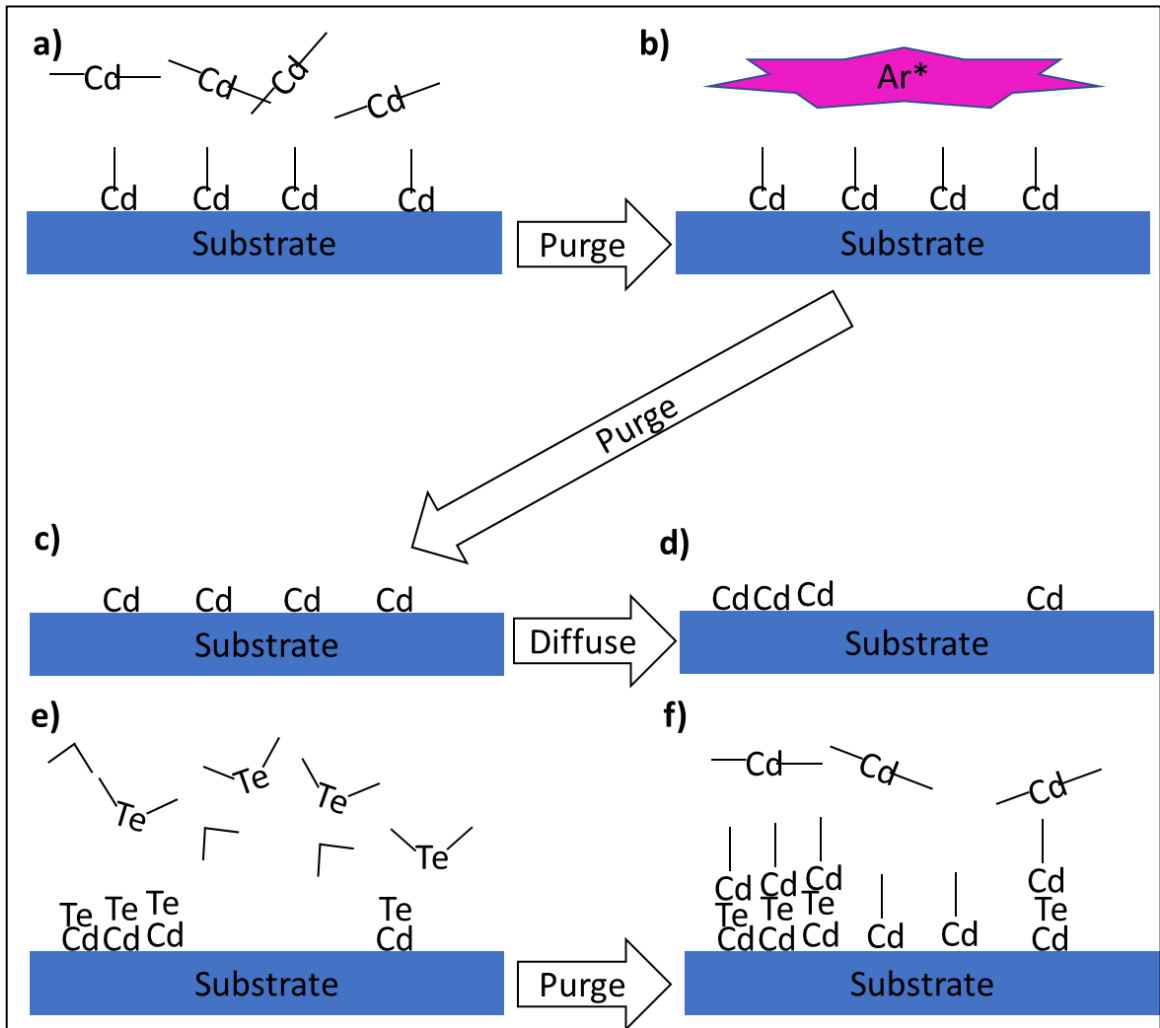 a)
Cd Cd Cd Cd
Cd Cd Cd Cd
Substrate
Purge
b)
Ar*
Cd Cd Cd Cd
Substrate
Purge
c)
Cd Cd Cd Cd
Substrate
Diffuse
d)
Cd Cd Cd Cd
Substrate
e)
Te Te Te Te
Te Te Te Te
Cd Cd Cd Cd
Substrate
Purge
f)
Cd Cd Cd
Cd Cd Cd Cd
Te Te Te Te
Cd Cd Cd Cd Cd Cd
Substrate